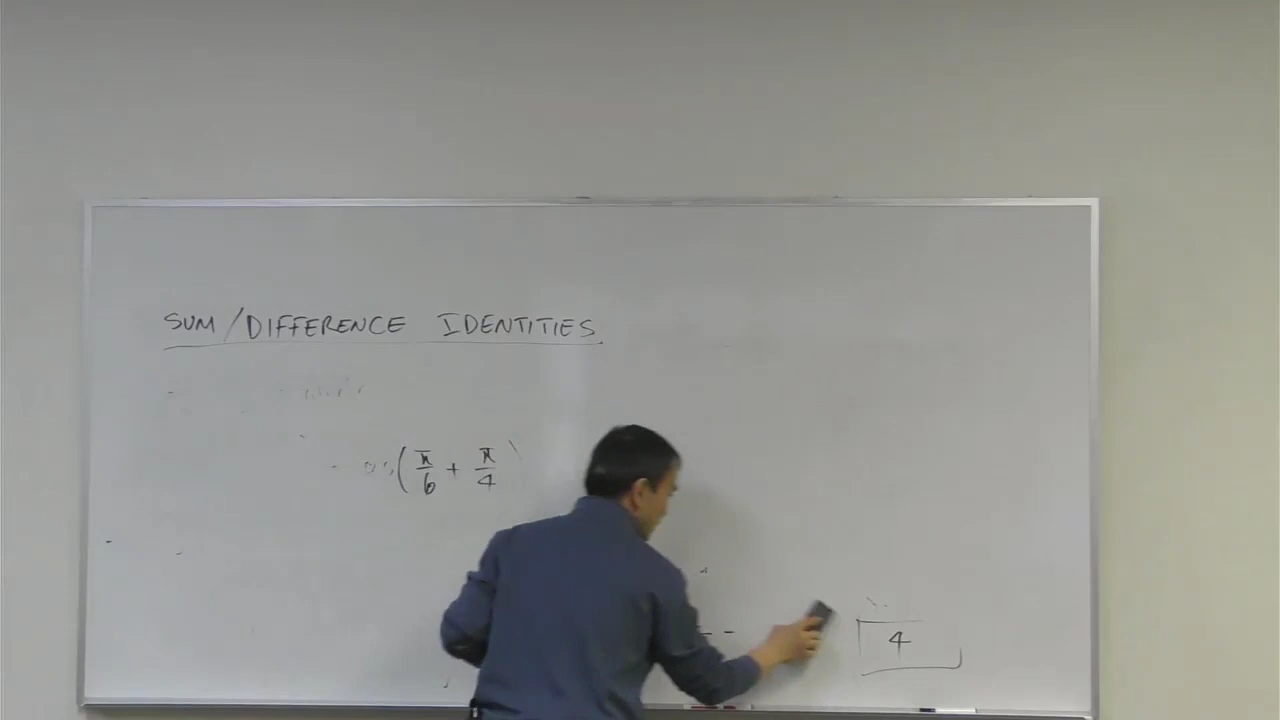 SUM/DIFFERENCE IDENTITIES
(π/6 + π/4
4